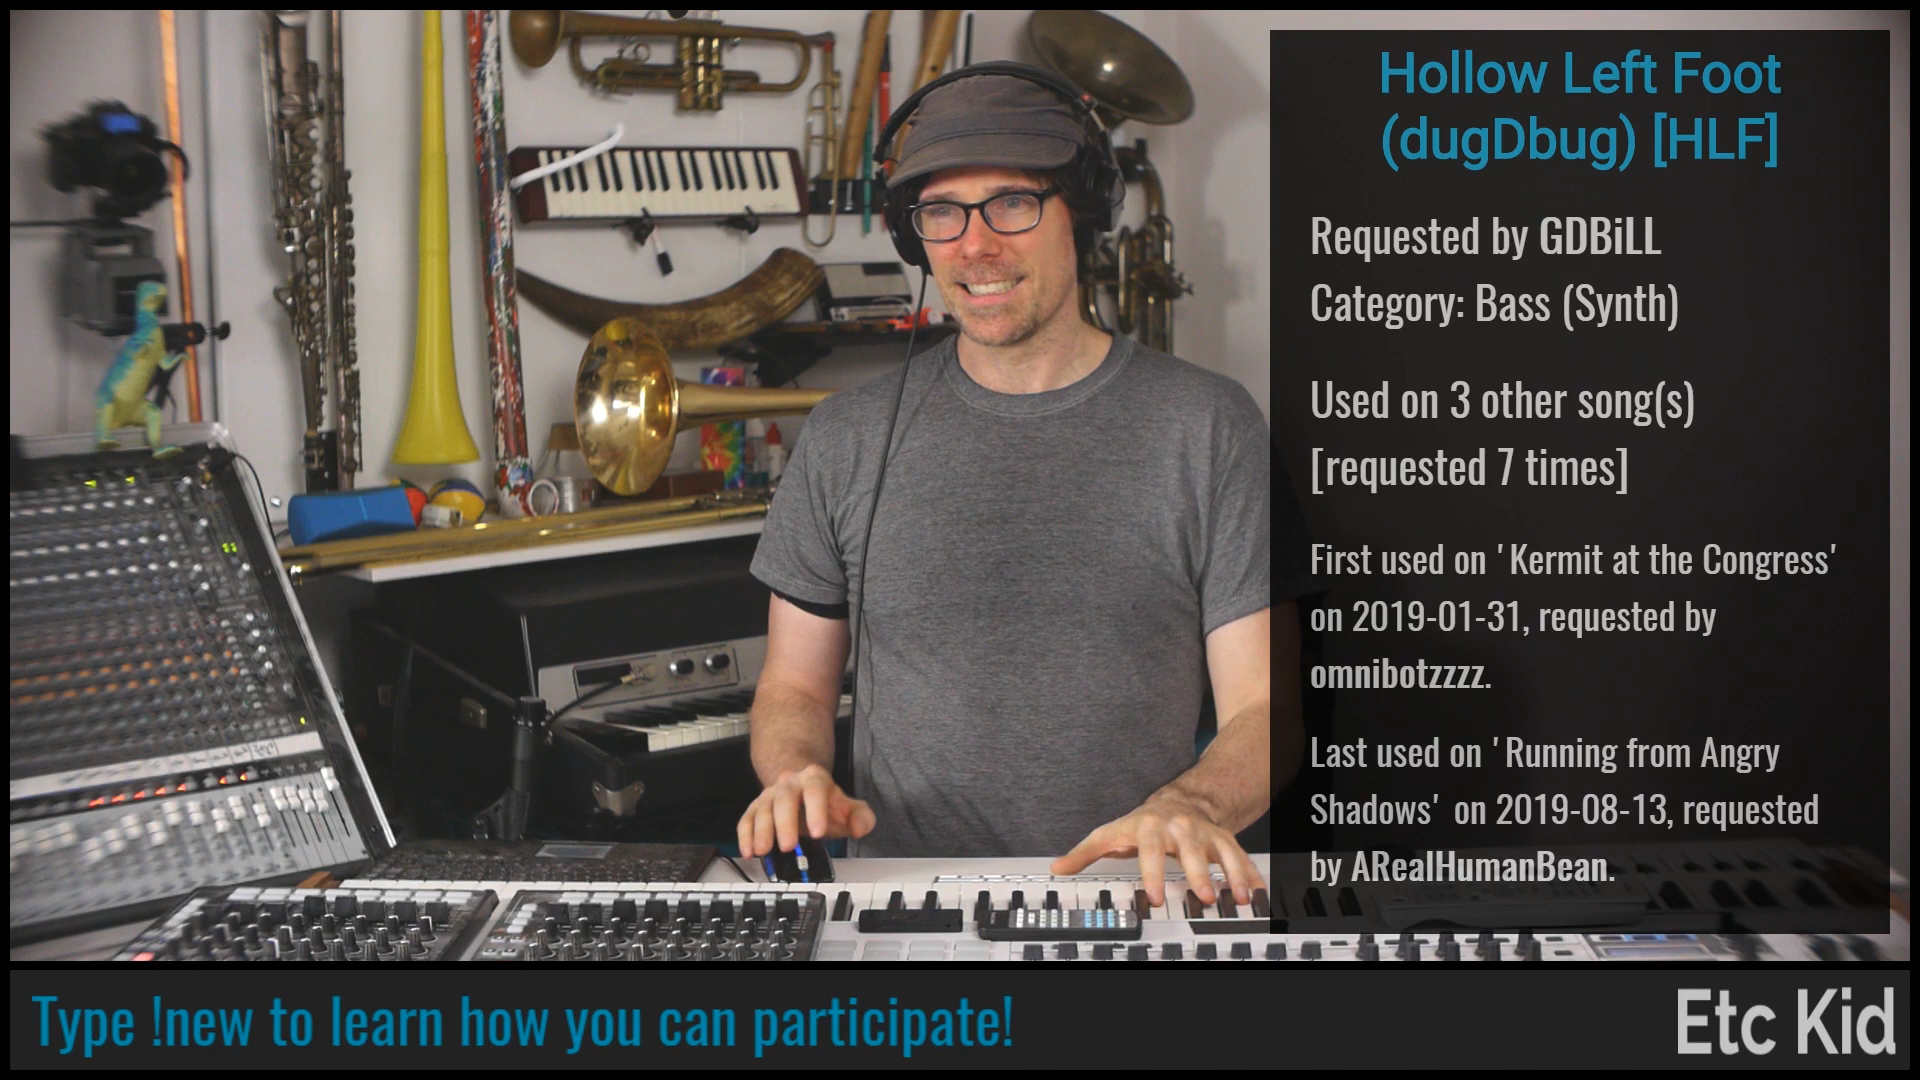 Hollow Left Foot
(dugDbug) [HLF]
Requested by GDBiLL
Category: Bass (Synth)
Used on 3 other song(s)
[requested 7 times]
First used on 'Kermit at the Congress'
on 2019-01-31, requested by
omnibotzzzz.
Last used on 'Running from Angry
Shadows' on 2019-08-13, requested
by ARealHumanBean.
Type !new to learn how you can participate!
Etc Kid